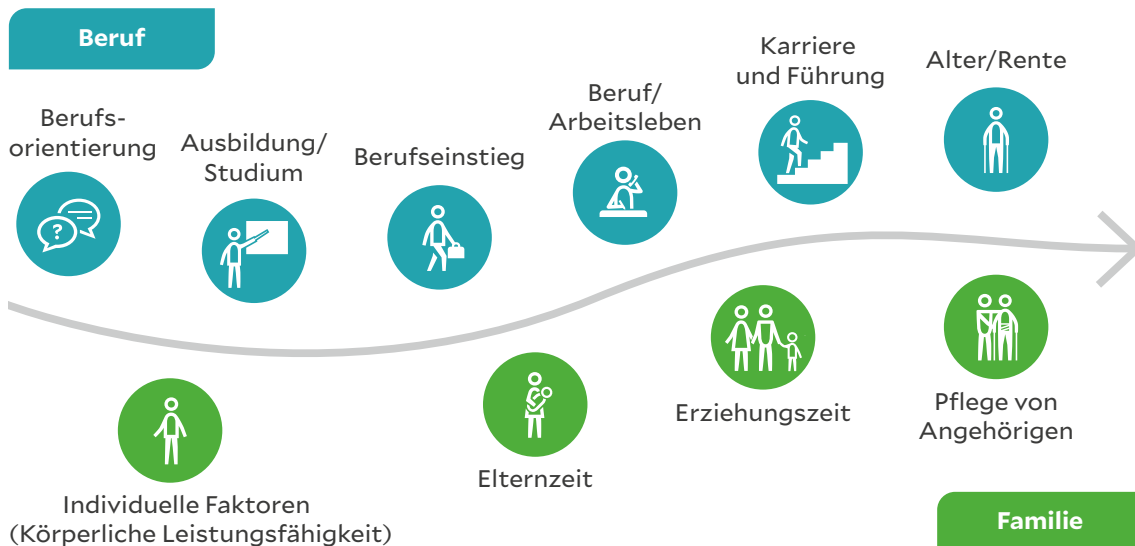 Beruf
Berufs-
orientierung
?
Ausbildung/
Studium
Berufseinstieg
Beruf/
Arbeitsleben
Karriere
und Führung
Alter/Rente
Individuelle Faktoren
(Körperliche Leistungsfähigkeit)
Elternzeit
Erziehungszeit
Pflege von
Angehörigen
Familie